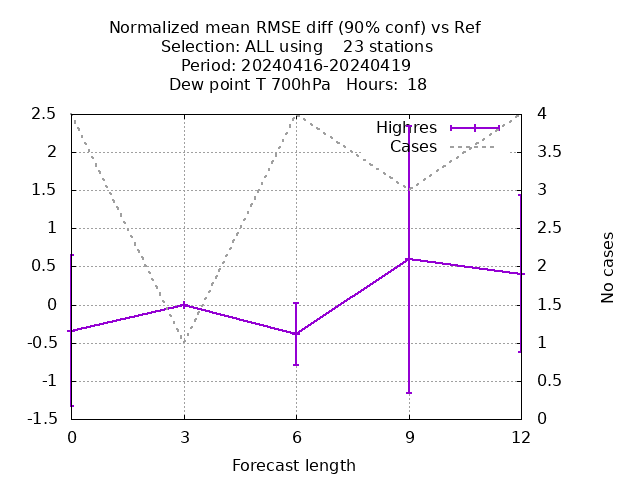 Normalized mean RMSE diff (90% conf) vs Ref
Selection: ALL using    23 stations
Period: 20240416-20240419
Dew point T 700hPa   Hours:  18
2.5
2
1.5
1
0.5
0
-0.5
-1
-1.5
Highres
Cases
4
3.5
3
2.5
2
1.5
1
0.5
0
No cases
0 3 6 9 12
Forecast length